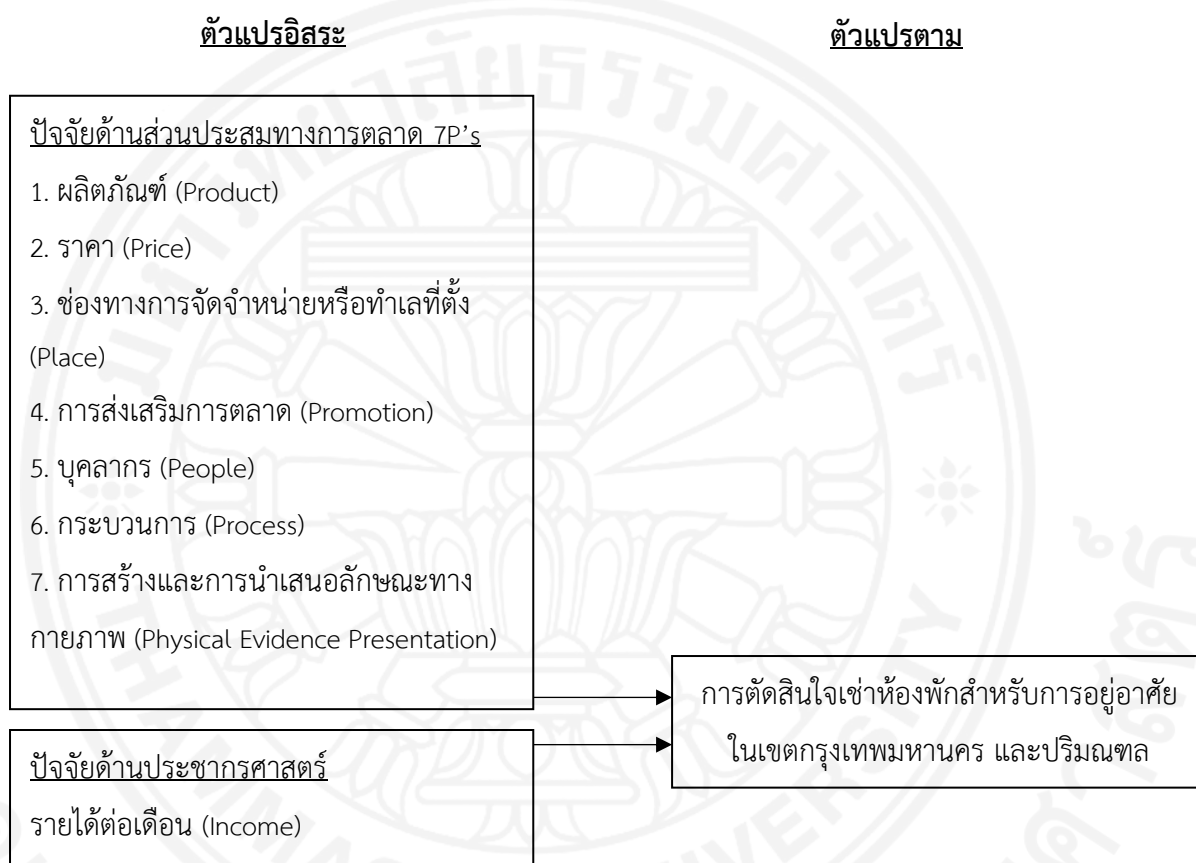 ตัวแปรอิสระ
ตัวแปรตาม
ปัจจัยด้านส่วนประสมทางการตลาด 7P’s
1. ผลิตภัณฑ์ (Product)
2. ราคา (Price)
3. ช่องทางการจัดจำหน่ายหรือทำเลที่ตั้ง
(Place)
4. การส่งเสริมการตลาด (Promotion)
5. บุคลากร (People)
6. กระบวนการ (Process)
7. การสร้างและการนำเสนอลักษณะทาง
กายภาพ (Physical Evidence Presentation)
การตัดสินใจเช่าห้องพักสำหรับการอยู่อาศัย
ในเขตกรุงเทพมหานคร และปริมณฑล
ปัจจัยด้านประชากรศาสตร์
รายได้ต่อเดือน (Income)